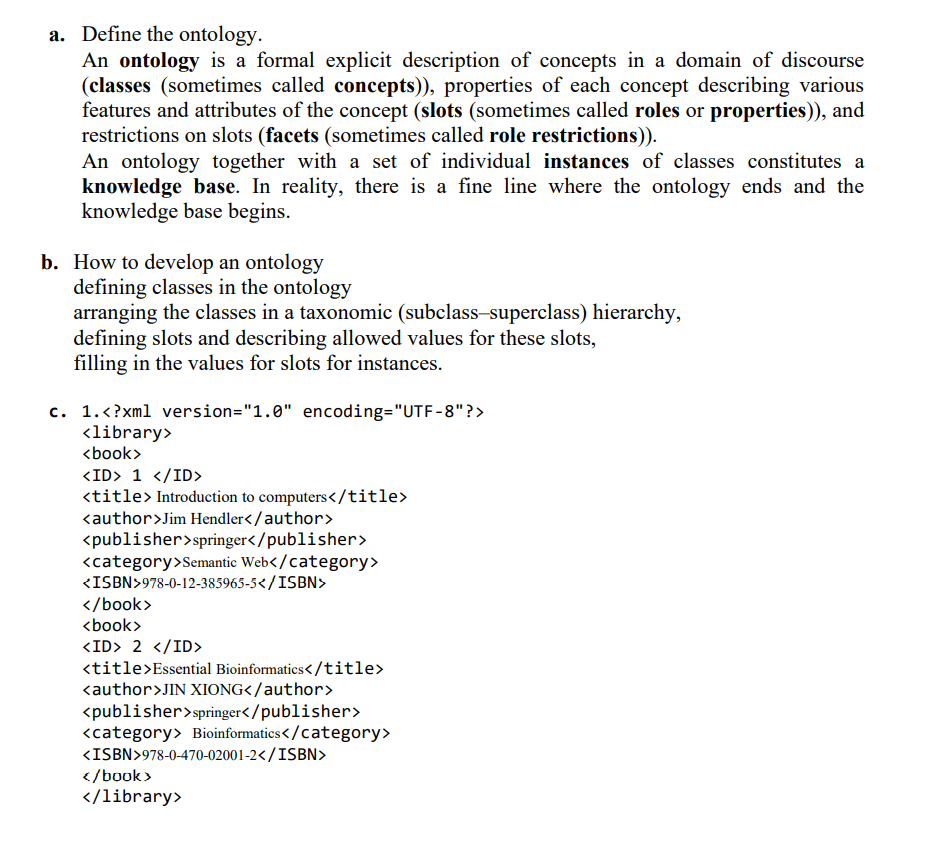 a. Define the ontology.
An ontology is a formal explicit description of concepts in a domain of discourse
(classes (sometimes called concepts)), properties of each concept describing various
features and attributes of the concept (slots (sometimes called roles or properties)), and
restrictions on slots (facets (sometimes called role restrictions)).
An ontology together with a set of individual instances of classes constitutes a
knowledge base. In reality, there is a fine line where the ontology ends and the
knowledge base begins.
b. How to develop an ontology
defining classes in the ontology
arranging the classes in a taxonomic (subclass–superclass) hierarchy,
defining slots and describing allowed values for these slots,
filling in the values for slots for instances.
c. 1.<?xml version="1.0" encoding="UTF-8"?>
<library>
<book>
<ID> 1 </ID>
<title> Introduction to computers</title>
<author>Jim Hendler</author>
<publisher>springer</publisher>
<category>Semantic Web</category>
<ISBN>978-0-12-385965-5</ISBN>
</book>
<book>
<ID> 2 </ID>
<title>Essential Bioinformatics</title>
<author>JIN XIONG</author>
<publisher>springer</publisher>
<category> Bioinformatics</category>
<ISBN>978-0-470-02001-2</ISBN>
</book>
</library>